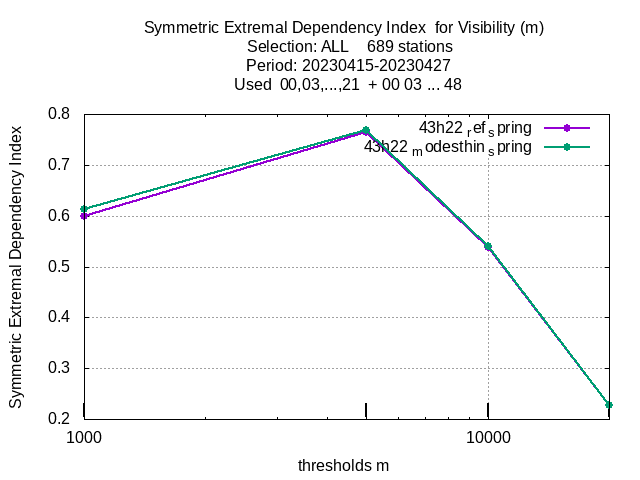 Symmetric Extremal Dependency Index  for Visibility (m)
Selection: ALL    689 stations
Period: 20230415-20230427
Used  00,03,...,21  + 00 03 ... 48
Symmetric Extremal Dependency Index
0.8
0.7
0.6
0.5
0.4
0.3
0.2
43h22 ref spring
43h22 modesthin spring
1000
10000
thresholds m